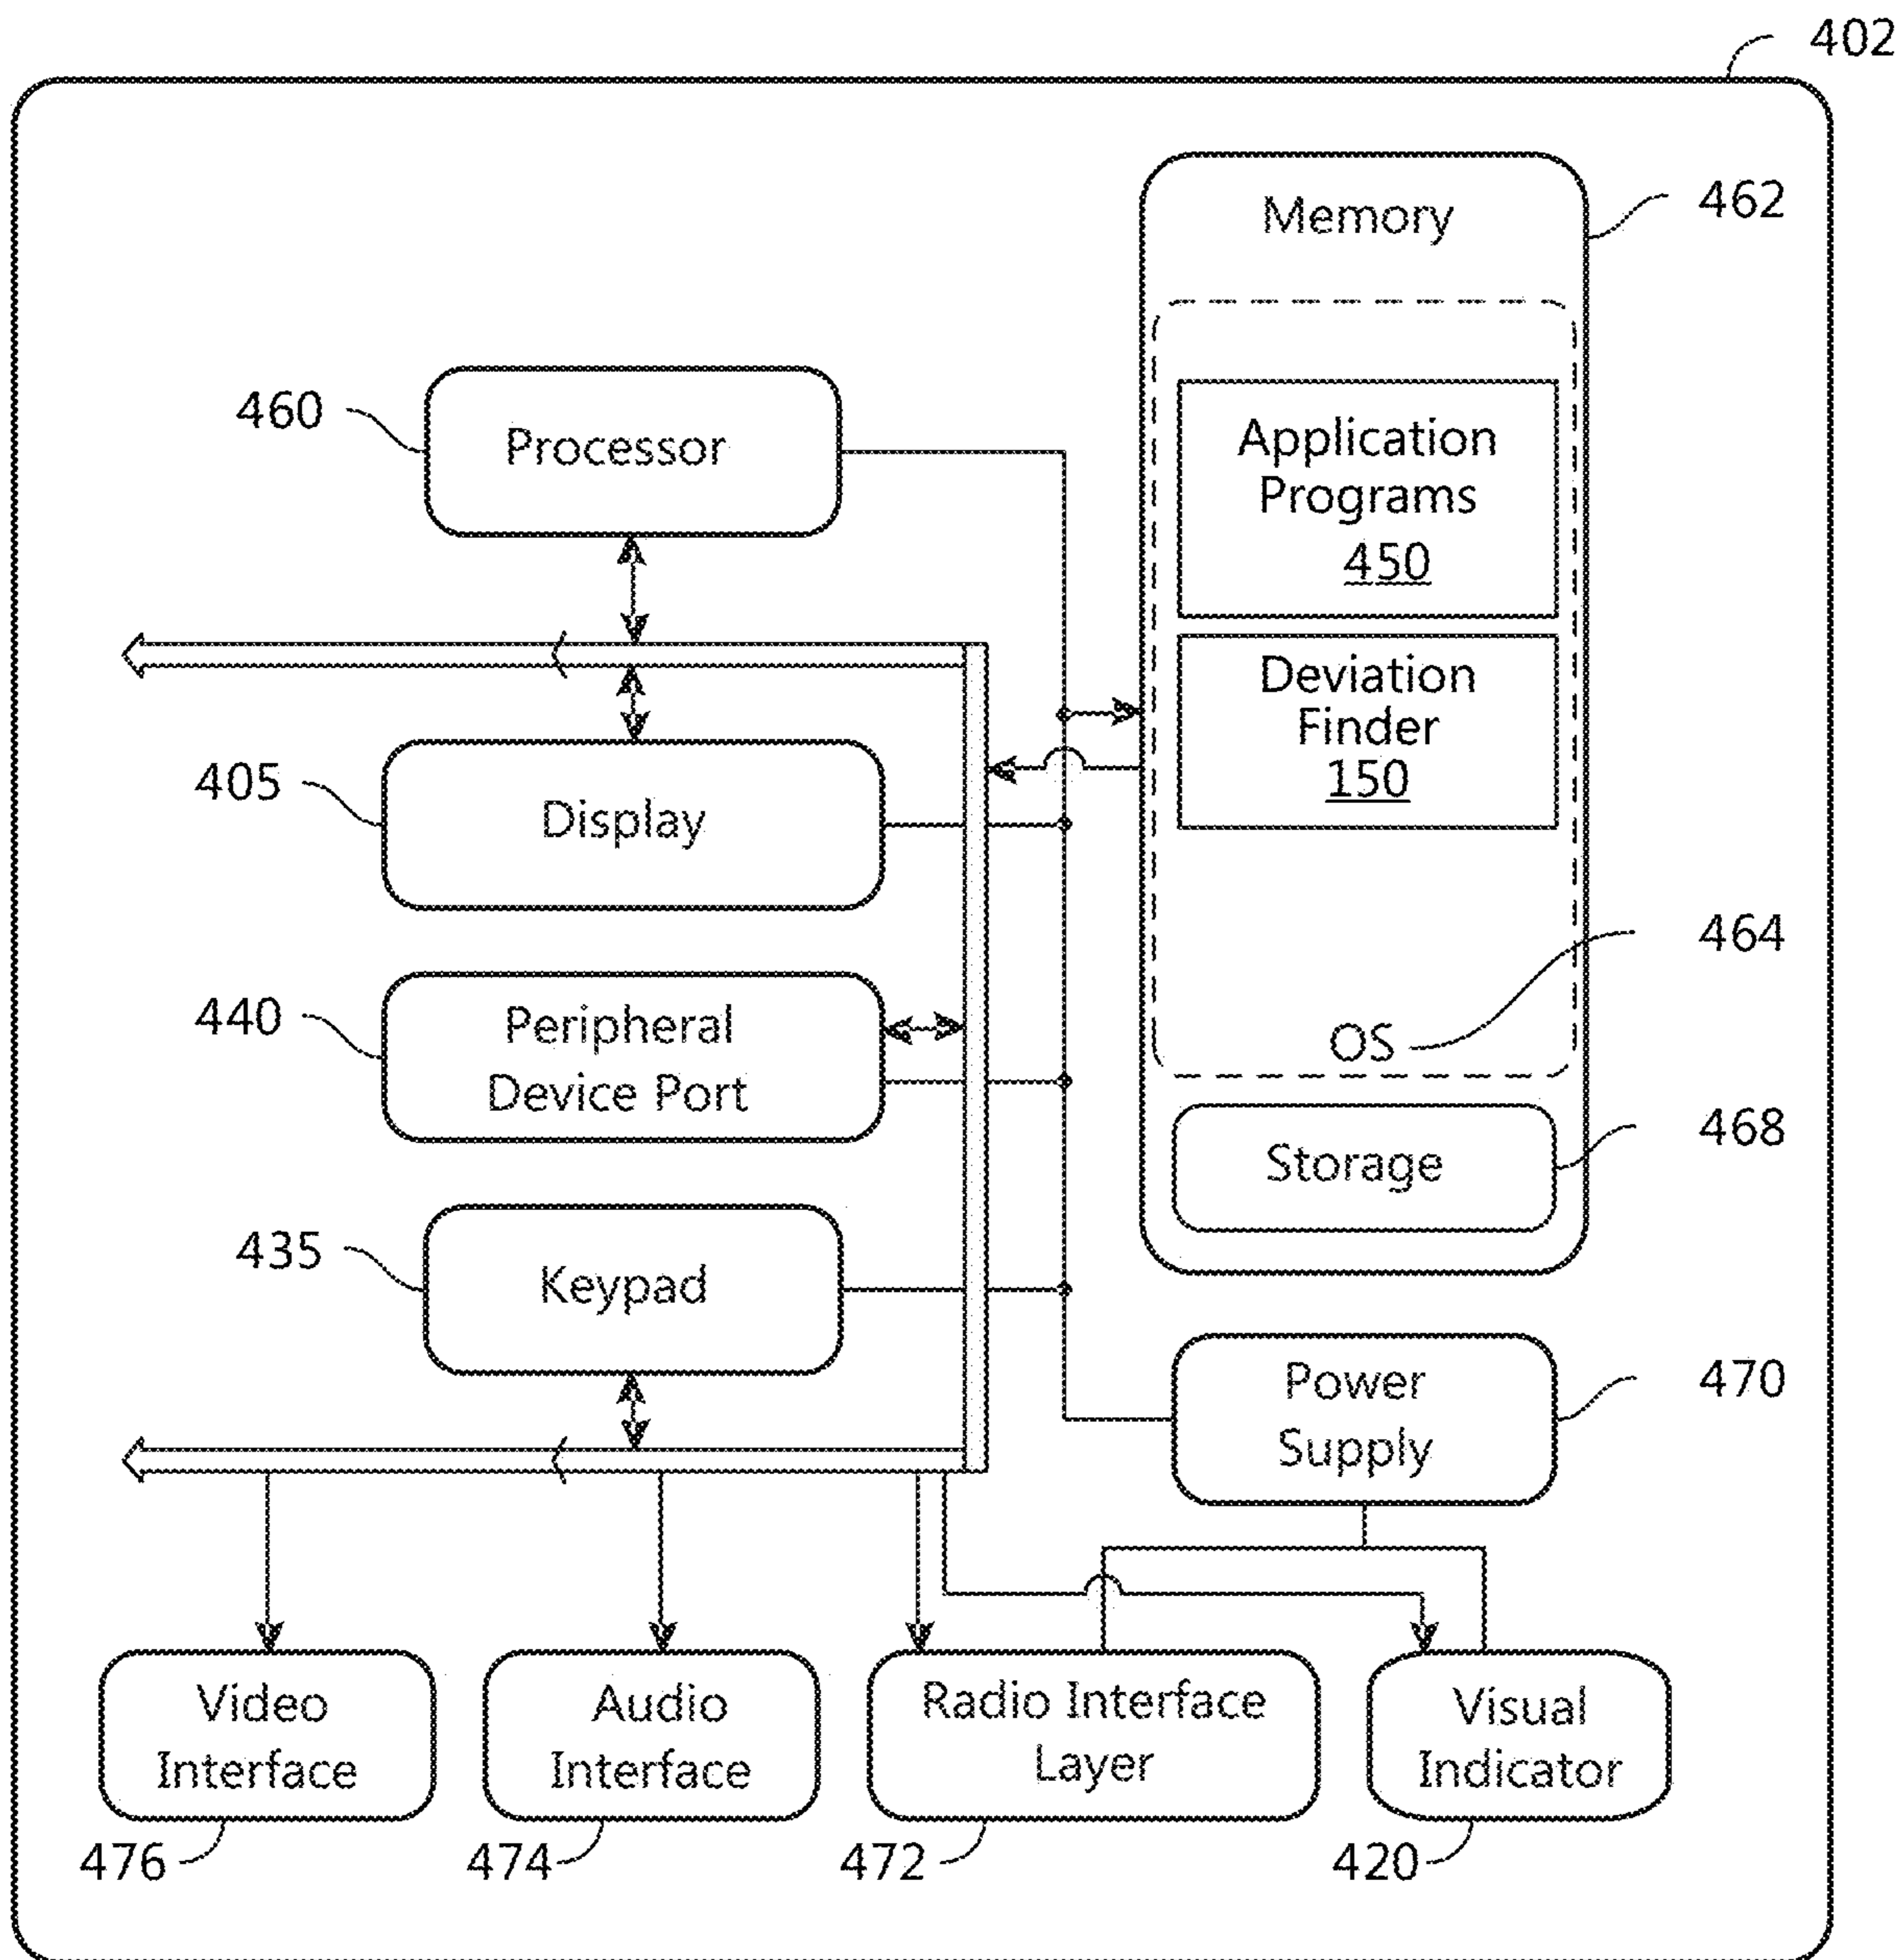 402
Memory
462
460
Processor
Application
Programs
450
Deviation
Finder
150
405
Display
464
OS
440
Peripheral
Device Port
468
Storage
435
Keypad
470
Power
Supply
Video
Interface
Audio
Interface
Radio Interface
Layer
Visual
Indicator
476
474
472
420